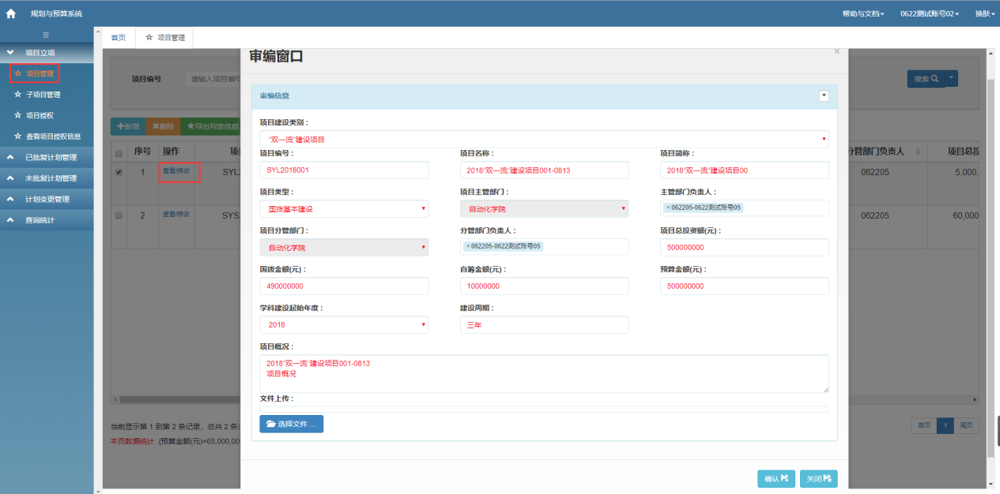 规划与预算系统
帮助与文档
0622测试账号02
换肤
项目立项
项目管理
子项目管理
项目授权
查看项目授权信息
已批复计划管理
未批复计划管理
计划变更管理
查询统计
首页
项目管理
项目编号
请输入项目编号
搜索
新增
删除
导出列表信息
序号
操作
项
分管部门负责人
项目总投
1
查看/修改
SYL
062205
5,000,
2
查看/修改
SYS
062205
60,000
当前显示第 1 到第 2 条记录，总共 2 条
本页数据统计: (预算金额(元)=65,000,00
首页
1
尾页
审编窗口
×
审编信息
项目建设类别：
"双一流"建设项目
项目编号：
项目名称：
项目简称：
SYL2018001
2018"双一流"建设项目001-0813
2018"双一流"建设项目00
项目类型：
项目主管部门：
主管部门负责人：
国拨基本建设
自动化学院
×062205-0622测试账号05
项目分管部门：
分管部门负责人：
项目总投资额(元)：
自动化学院
×062205-0622测试账号05
500000000
国拨金额(元)：
自筹金额(元)：
预算金额(元)：
490000000
10000000
500000000
学科建设起始年度：
建设周期：
2018
三年
项目概况：
2018"双一流"建设项目001-0813
项目概况
文件上传：
选择文件 ...
确认
关闭